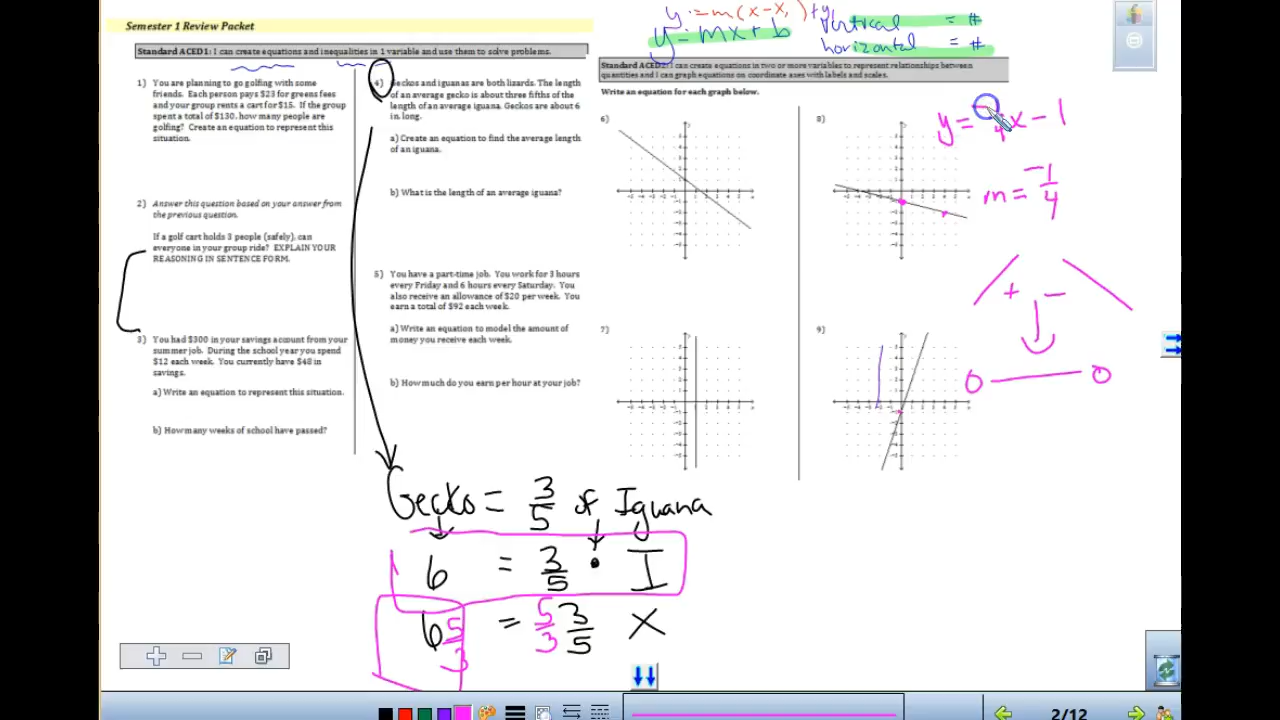 Semester 1 Review Packet
Standard ACED1: I can create equations and inequalities in 1 variable and use them to solve problems.
1) You are planning to go golfing with some
friends. Each person pays $23 for greens fees
and your group rents a cart for $15. If the group
spent a total of $130, how many people are
golfing? Create an equation to represent this
situation.
2) Answer this question based on your answer from
the previous question.
If a golf cart holds 3 people (safely), can
everyone in your group ride? EXPLAIN YOUR
REASONING IN SENTENCE FORM.
3) You had $300 in your savings account from your
summer job. During the school year you spend
$12 each week. You currently have $48 in
savings.
a) Write an equation to represent this situation.
b) How many weeks of school have passed?
4) Geckos and iguanas are both lizards. The length
of an average gecko is about three fifths of the
length of an average iguana. Geckos are about 6
in. long.
a) Create an equation to find the average length
of an iguana.
b) What is the length of an average iguana?
5) You have a part-time job. You work for 3 hours
every Friday and 6 hours every Saturday. You
also receive an allowance of $20 per week. You
earn a total of $92 each week.
a) Write an equation to model the amount of
money you receive each week.
b) How much do you earn per hour at your job?
Gecko = 3/5 of Iguana
6 = 3/5 • I
6 5/3 = 5/3 3/5 x
y = m(x - x₁) + y₁
y = mx + b
vertical = #
horizontal = #
Standard ACED2: I can create equations in two or more variables to represent relationships between
quantities and I can graph equations on coordinate axes with labels and scales.
Write an equation for each graph below.
6)
7)
8)
9)
y = 4x - 1
m = -1/4
+ -
0 0
2/12